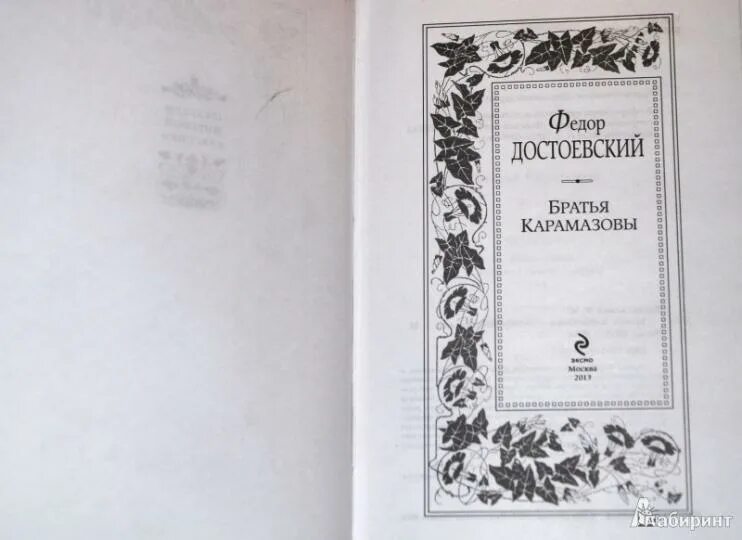 Федор
ДОСТОЕВСКИЙ
БРАТЬЯ
КАРАМАЗОВЫ
ЭКСМО
Москва
2013
Лабиринт